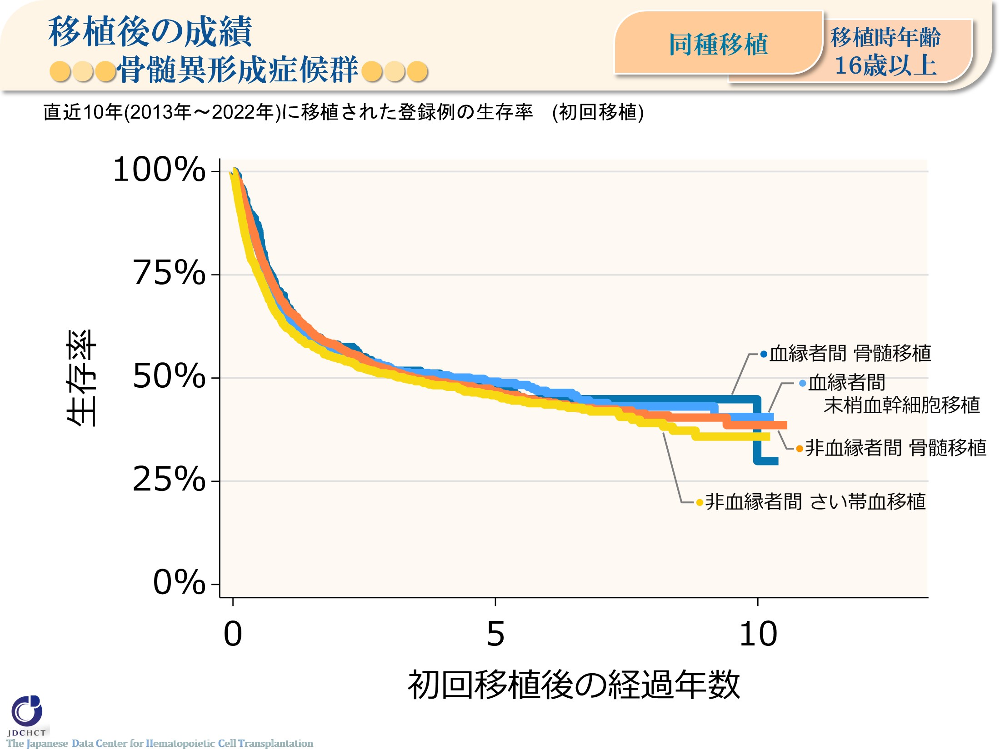 移植後の成績
骨髄異形成症候群
同種移植
移植時年齢
16歳以上
直近10年(2013年～2022年)に移植された登録例の生存率　(初回移植)
100%
75%
50%
25%
0%
生存率
血縁者間 骨髄移植
血縁者間
末梢血幹細胞移植
非血縁者間 骨髄移植
非血縁者間 さい帯血移植
0
5
10
初回移植後の経過年数
JDCHCT
The Japanese Data Center for Hematopoietic Cell Transplantation